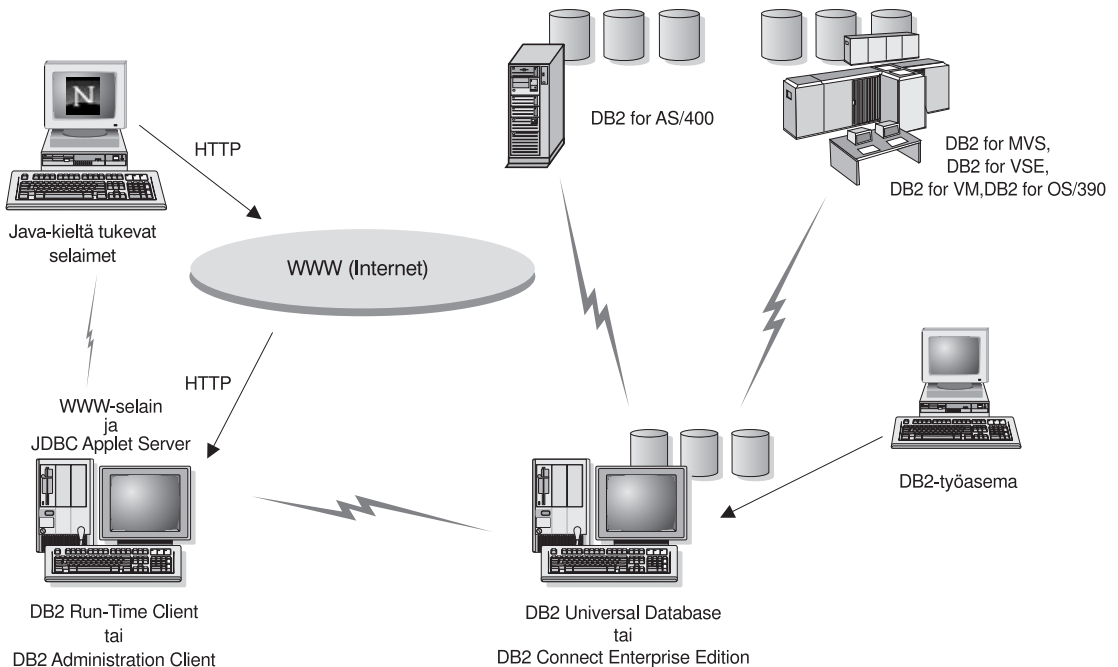 N
HTTP
Java-kieltä tukevat
selaimet
WWW (Internet)
DB2 for AS/400
DB2 for MVS,
DB2 for VSE,
DB2 for VM,DB2 for OS/390
HTTP
WWW-selain
ja
JDBC Applet Server
DB2 Run-Time Client
tai
DB2 Administration Client
DB2 Universal Database
tai
DB2 Connect Enterprise Edition
DB2-työasema